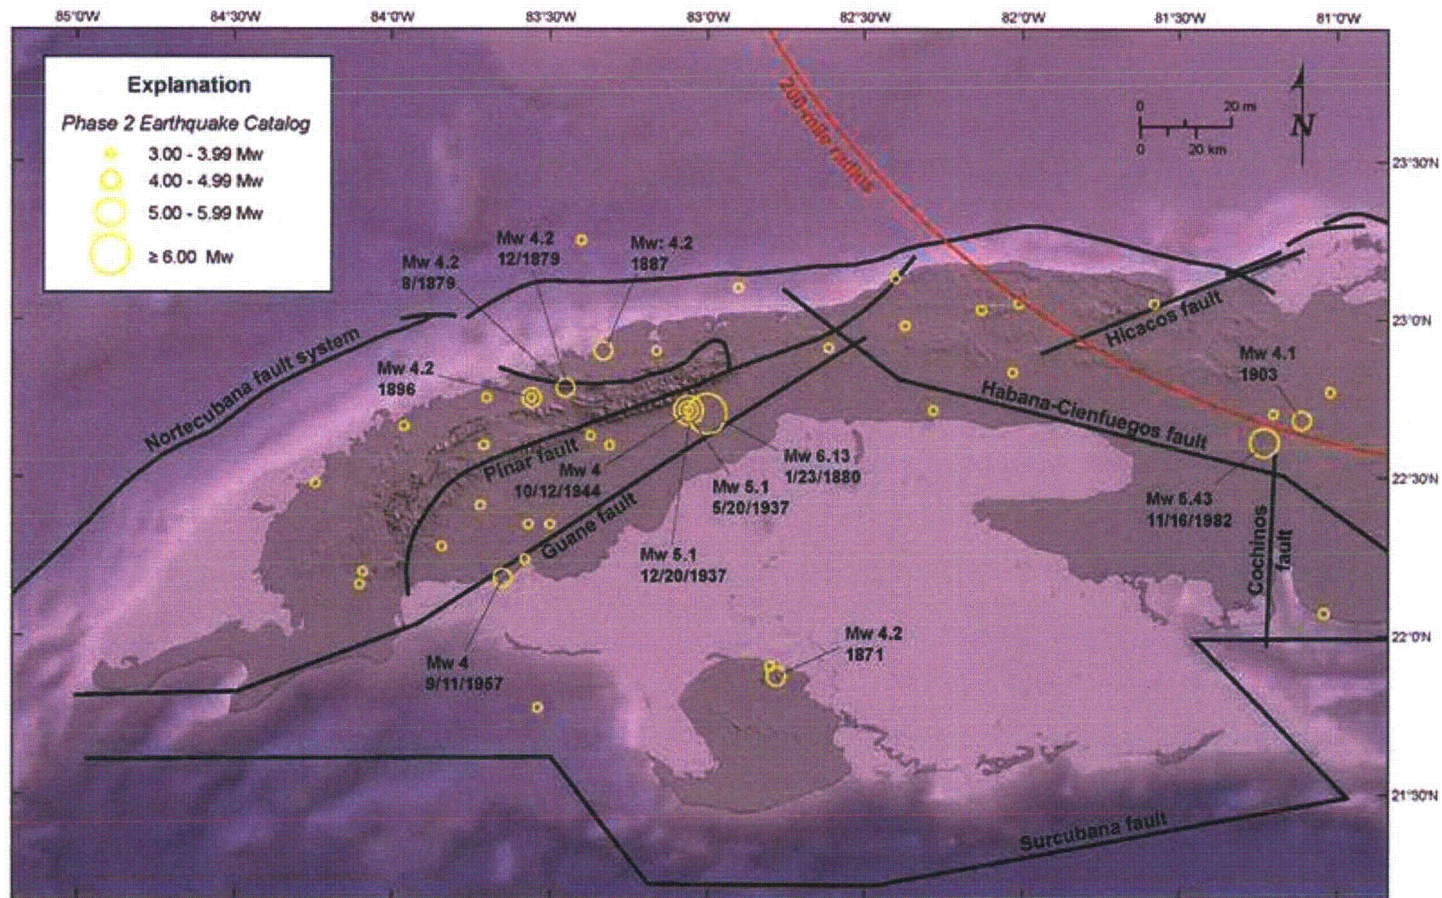 85°0'W 84°30'W 84°0'W 83°30'W 83°0'W 82°30'W 82°0'W 81°30'W 81°0'W
Explanation
Phase 2 Earthquake Catalog
3.00 - 3.99 Mw
4.00 - 4.99 Mw
5.00 - 5.99 Mw
≥ 6.00 Mw
200-mile radius
0 20 mi
0 20 km
N
23°30'N
23°0'N
22°30'N
22°0'N
21°30'N
Mw 4.2
12/1879
Mw: 4.2
1887
Mw 4.2
8/1879
Mw 4.2
1896
Nortecubana fault system
Hicacos fault
Mw 4.1
1903
Habana-Cienfuegos fault
Pinar fault
Mw 4
10/12/1944
Guane fault
Mw 6.13
1/23/1880
Mw 5.1
5/20/1937
Mw 5.1
12/20/1937
Mw 5.43
11/16/1982
Cochinos
fault
Mw 4
9/11/1957
Mw 4.2
1871
Surcubana fault